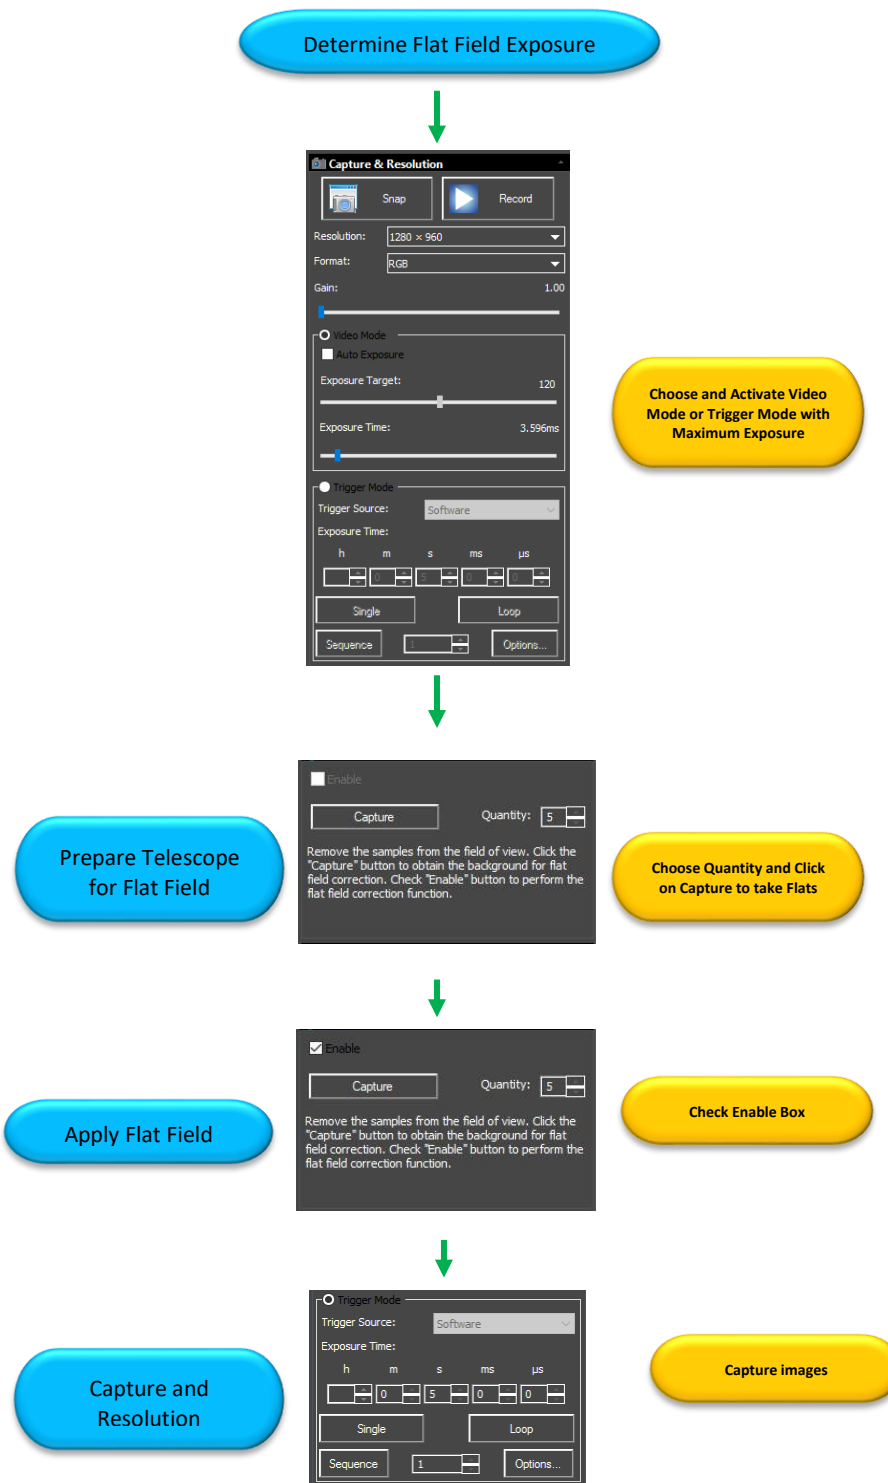 Determine Flat Field Exposure
Capture & Resolution
Snap
Record
Resolution:
1280 × 960
Format:
RGB
Gain:
1.00
Video Mode
Auto Exposure
Exposure Target:
120
Exposure Time:
3.596ms
Choose and Activate Video
Mode or Trigger Mode with
Maximum Exposure
Trigger Mode
Trigger Source:
Software
Exposure Time:
h m s ms µs
0 5 0 0
Single
Loop
Sequence
1
Options...
Enable
Capture
Quantity:
5
Remove the samples from the field of view. Click the
"Capture" button to obtain the background for flat
field correction. Check "Enable" button to perform the
flat field correction function.
Prepare Telescope
for Flat Field
Choose Quantity and Click
on Capture to take Flats
Enable
Capture
Quantity:
5
Remove the samples from the field of view. Click the
"Capture" button to obtain the background for flat
field correction. Check "Enable" button to perform the
flat field correction function.
Apply Flat Field
Check Enable Box
Trigger Mode
Trigger Source:
Software
Exposure Time:
h m s ms µs
0 5 0 0
Single
Loop
Sequence
1
Options...
Capture and
Resolution
Capture images